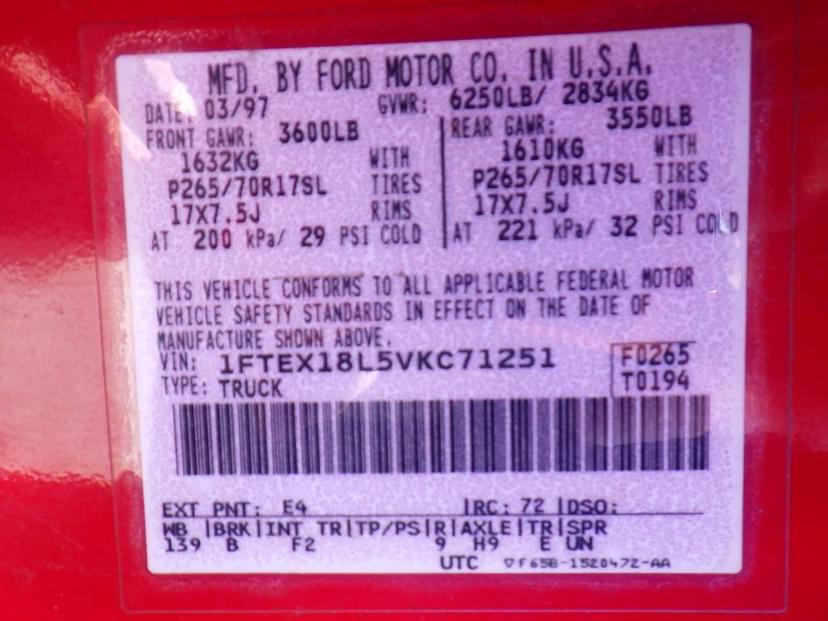 MFD. BY FORD MOTOR CO. IN U.S.A.
DATE: 03/97 GVWR: 6250LB/ 2834KG
FRONT GAWR: 3600LB REAR GAWR: 3550LB
1632KG WITH 1610KG WITH
P265/70R17SL TIRES P265/70R17SL TIRES
17X7.5J RIMS 17X7.5J RIMS
AT 200 kPa/ 29 PSI COLD AT 221 kPa/ 32 PSI COLD
THIS VEHICLE CONFORMS TO ALL APPLICABLE FEDERAL MOTOR
VEHICLE SAFETY STANDARDS IN EFFECT ON THE DATE OF
MANUFACTURE SHOWN ABOVE.
VIN: 1FTEX18L5VKC71251 F0265
TYPE: TRUCK T0194
EXT PNT: E4 |RC: 72 |DSO:
WB |BRK|INT TR|TP/PS|R|AXLE|TR|SPR
139 B F2 9 H9 E UN
UTC ▽F65B-1520472-AA